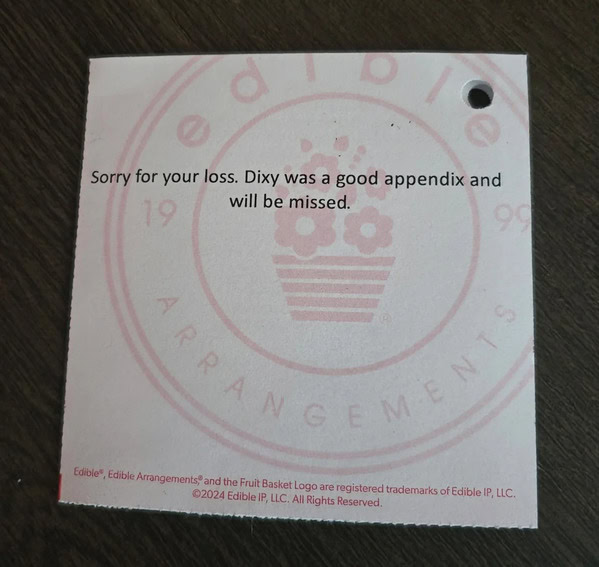 edible
Sorry for your loss. Dixy was a good appendix and
will be missed.
19 99
ARRANGEMENTS
Edible®, Edible Arrangements,® and the Fruit Basket Logo are registered trademarks of Edible IP, LLC.
©2024 Edible IP, LLC. All Rights Reserved.